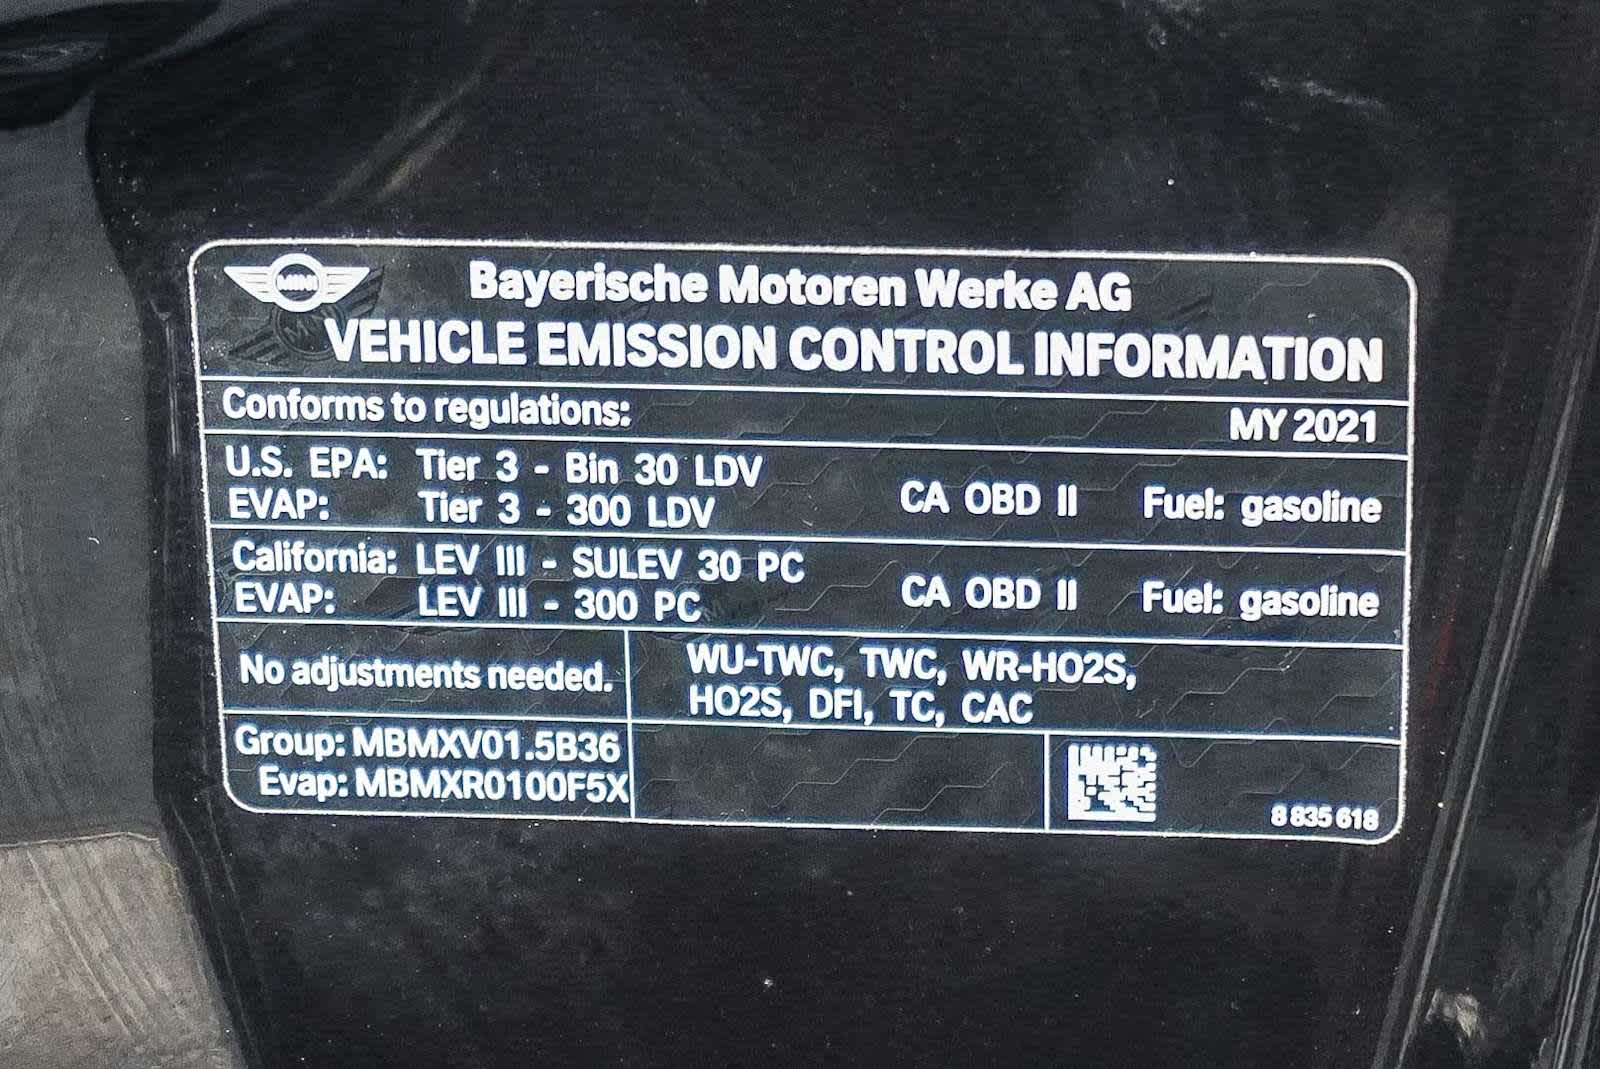 MINI
Bayerische Motoren Werke AG
VEHICLE EMISSION CONTROL INFORMATION
Conforms to regulations: MY 2021
U.S. EPA: Tier 3 - Bin 30 LDV
EVAP: Tier 3 - 300 LDV
CA OBD II Fuel: gasoline
California: LEV III - SULEV 30 PC
EVAP: LEV III - 300 PC
CA OBD II Fuel: gasoline
No adjustments needed.
WU-TWC, TWC, WR-HO2S,
HO2S, DFI, TC, CAC
Group: MBMXV01.5B36
Evap: MBMXR0100F5X
8 835 618